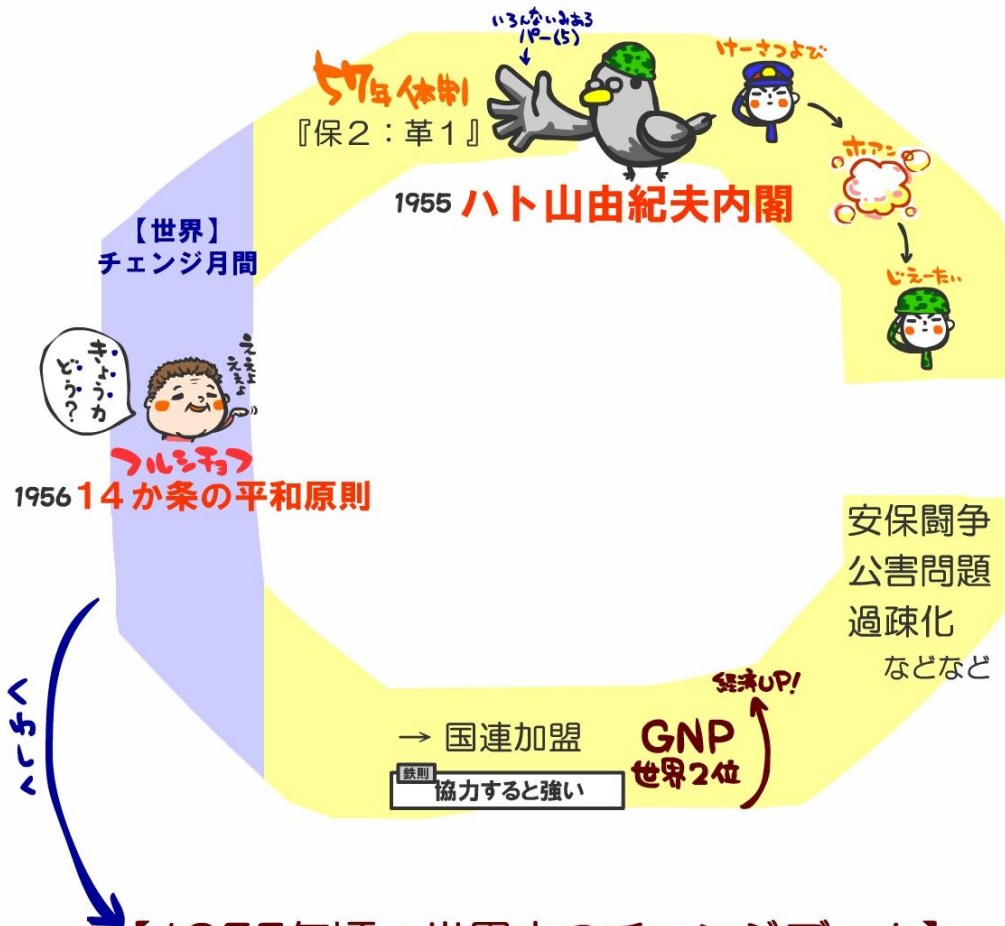 いろんないみある
パー(5)
57年体制
『保2：革1』
1955 ハト山由紀夫内閣
けーさつよび
ホアン
じえーたい
【世界】
チェンジ月間
きょうカ
どう？
ええよ
ええよ
フルシチョフ
1956 14か条の平和原則
安保闘争
公害問題
過疎化
などなど
くわしく
→ 国連加盟
鉄則
協力すると強い
GNP
世界2位
経済UP!